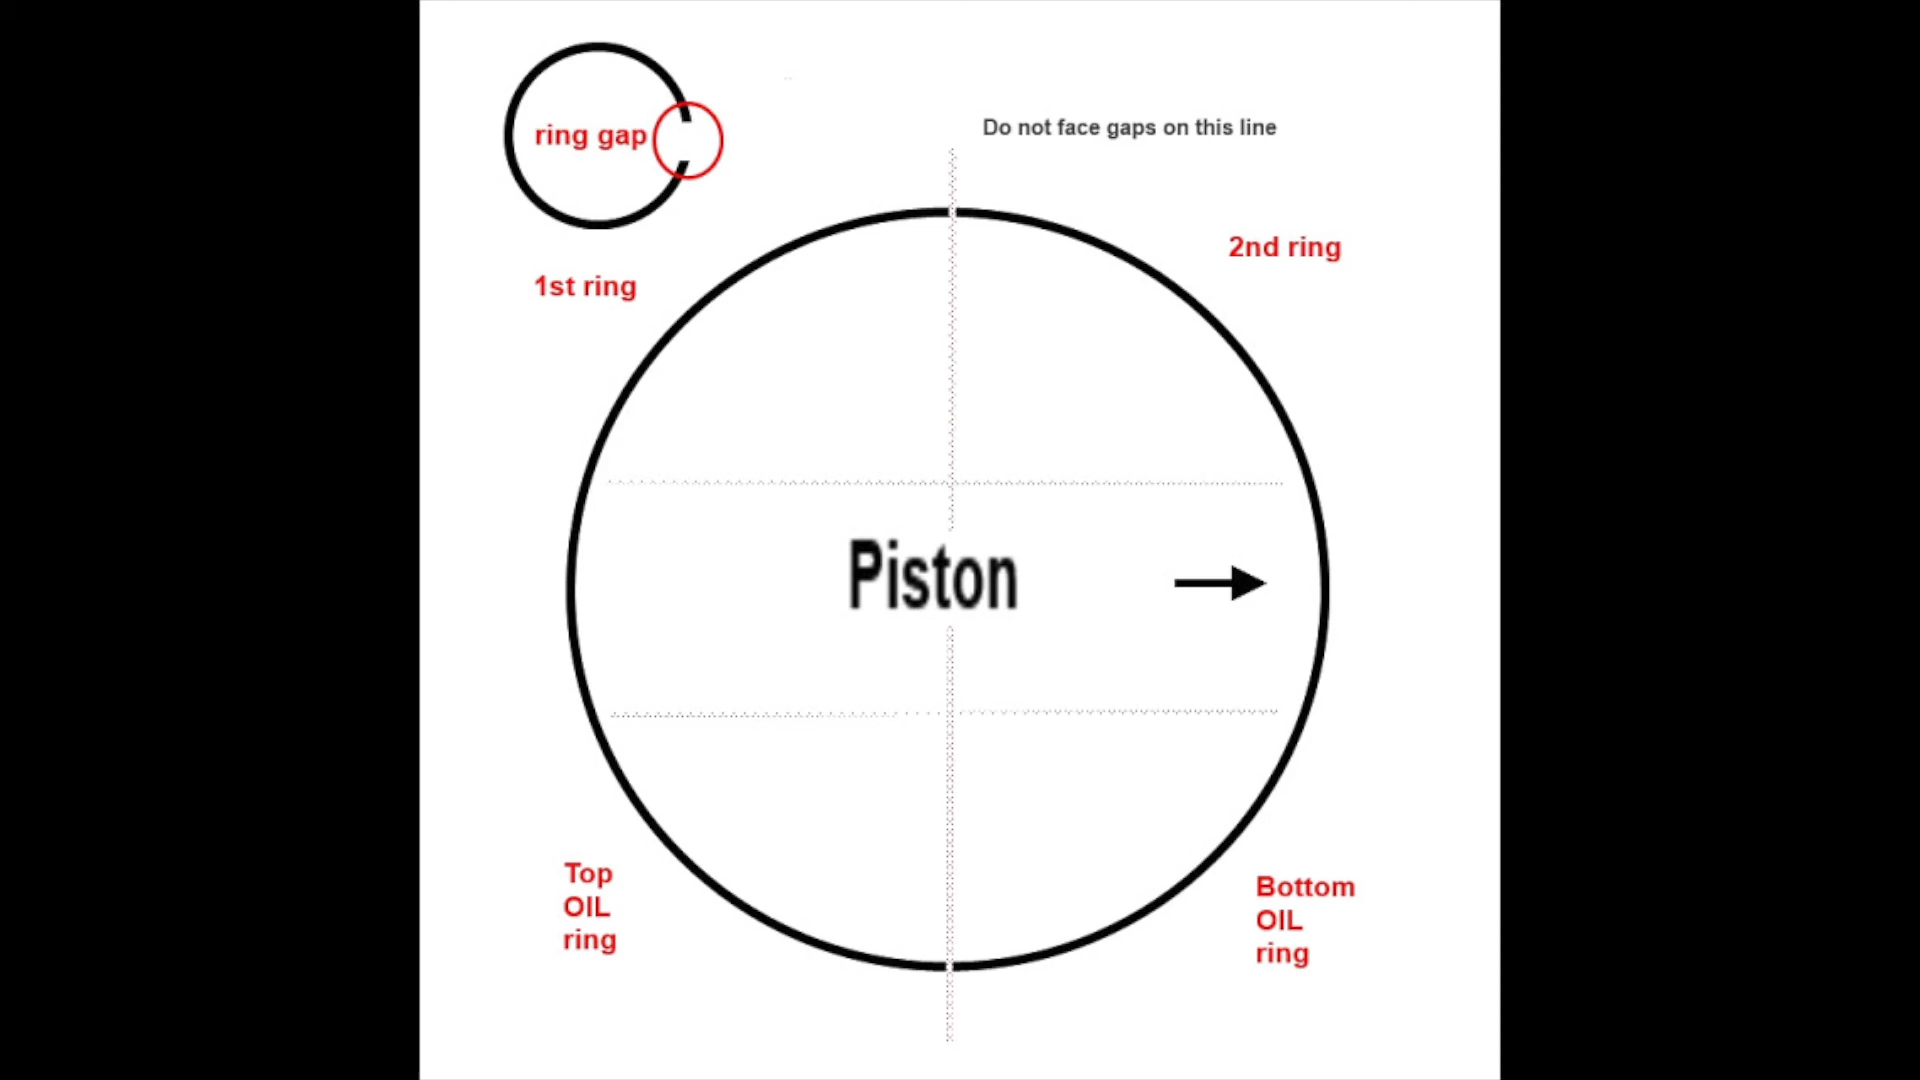 ring gap
Do not face gaps on this line
2nd ring
1st ring
Piston
Top
OIL
ring
Bottom
OIL
ring